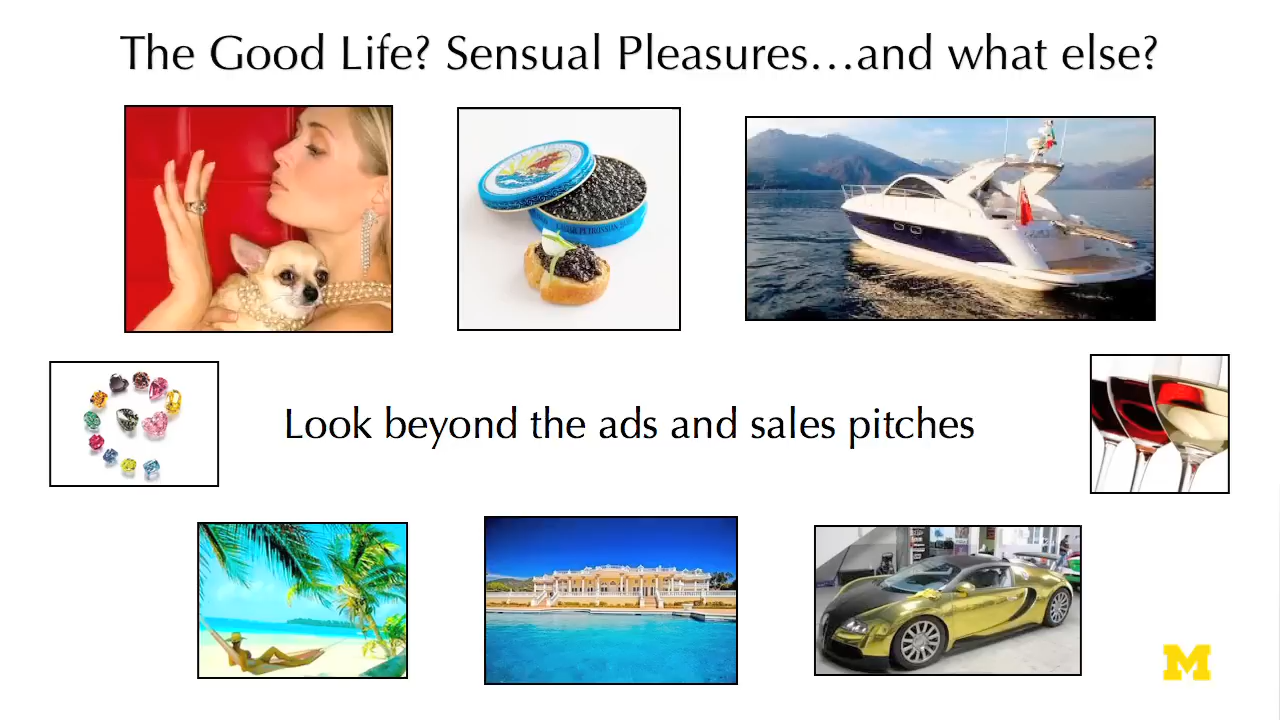 The Good Life? Sensual Pleasures...and what else?
Look beyond the ads and sales pitches
M